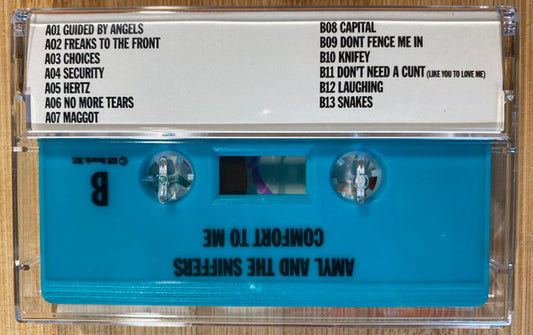 A01 GUIDED BY ANGELS
A02 FREAKS TO THE FRONT
A03 CHOICES
A04 SECURITY
A05 HERTZ
A06 NO MORE TEARS
A07 MAGGOT
B08 CAPITAL
B09 DONT FENCE ME IN
B10 KNIFEY
B11 DON'T NEED A CUNT (LIKE YOU TO LOVE ME)
B12 LAUGHING
B13 SNAKES
B
AMYL AND THE SNIFFERS
COMFORT TO ME